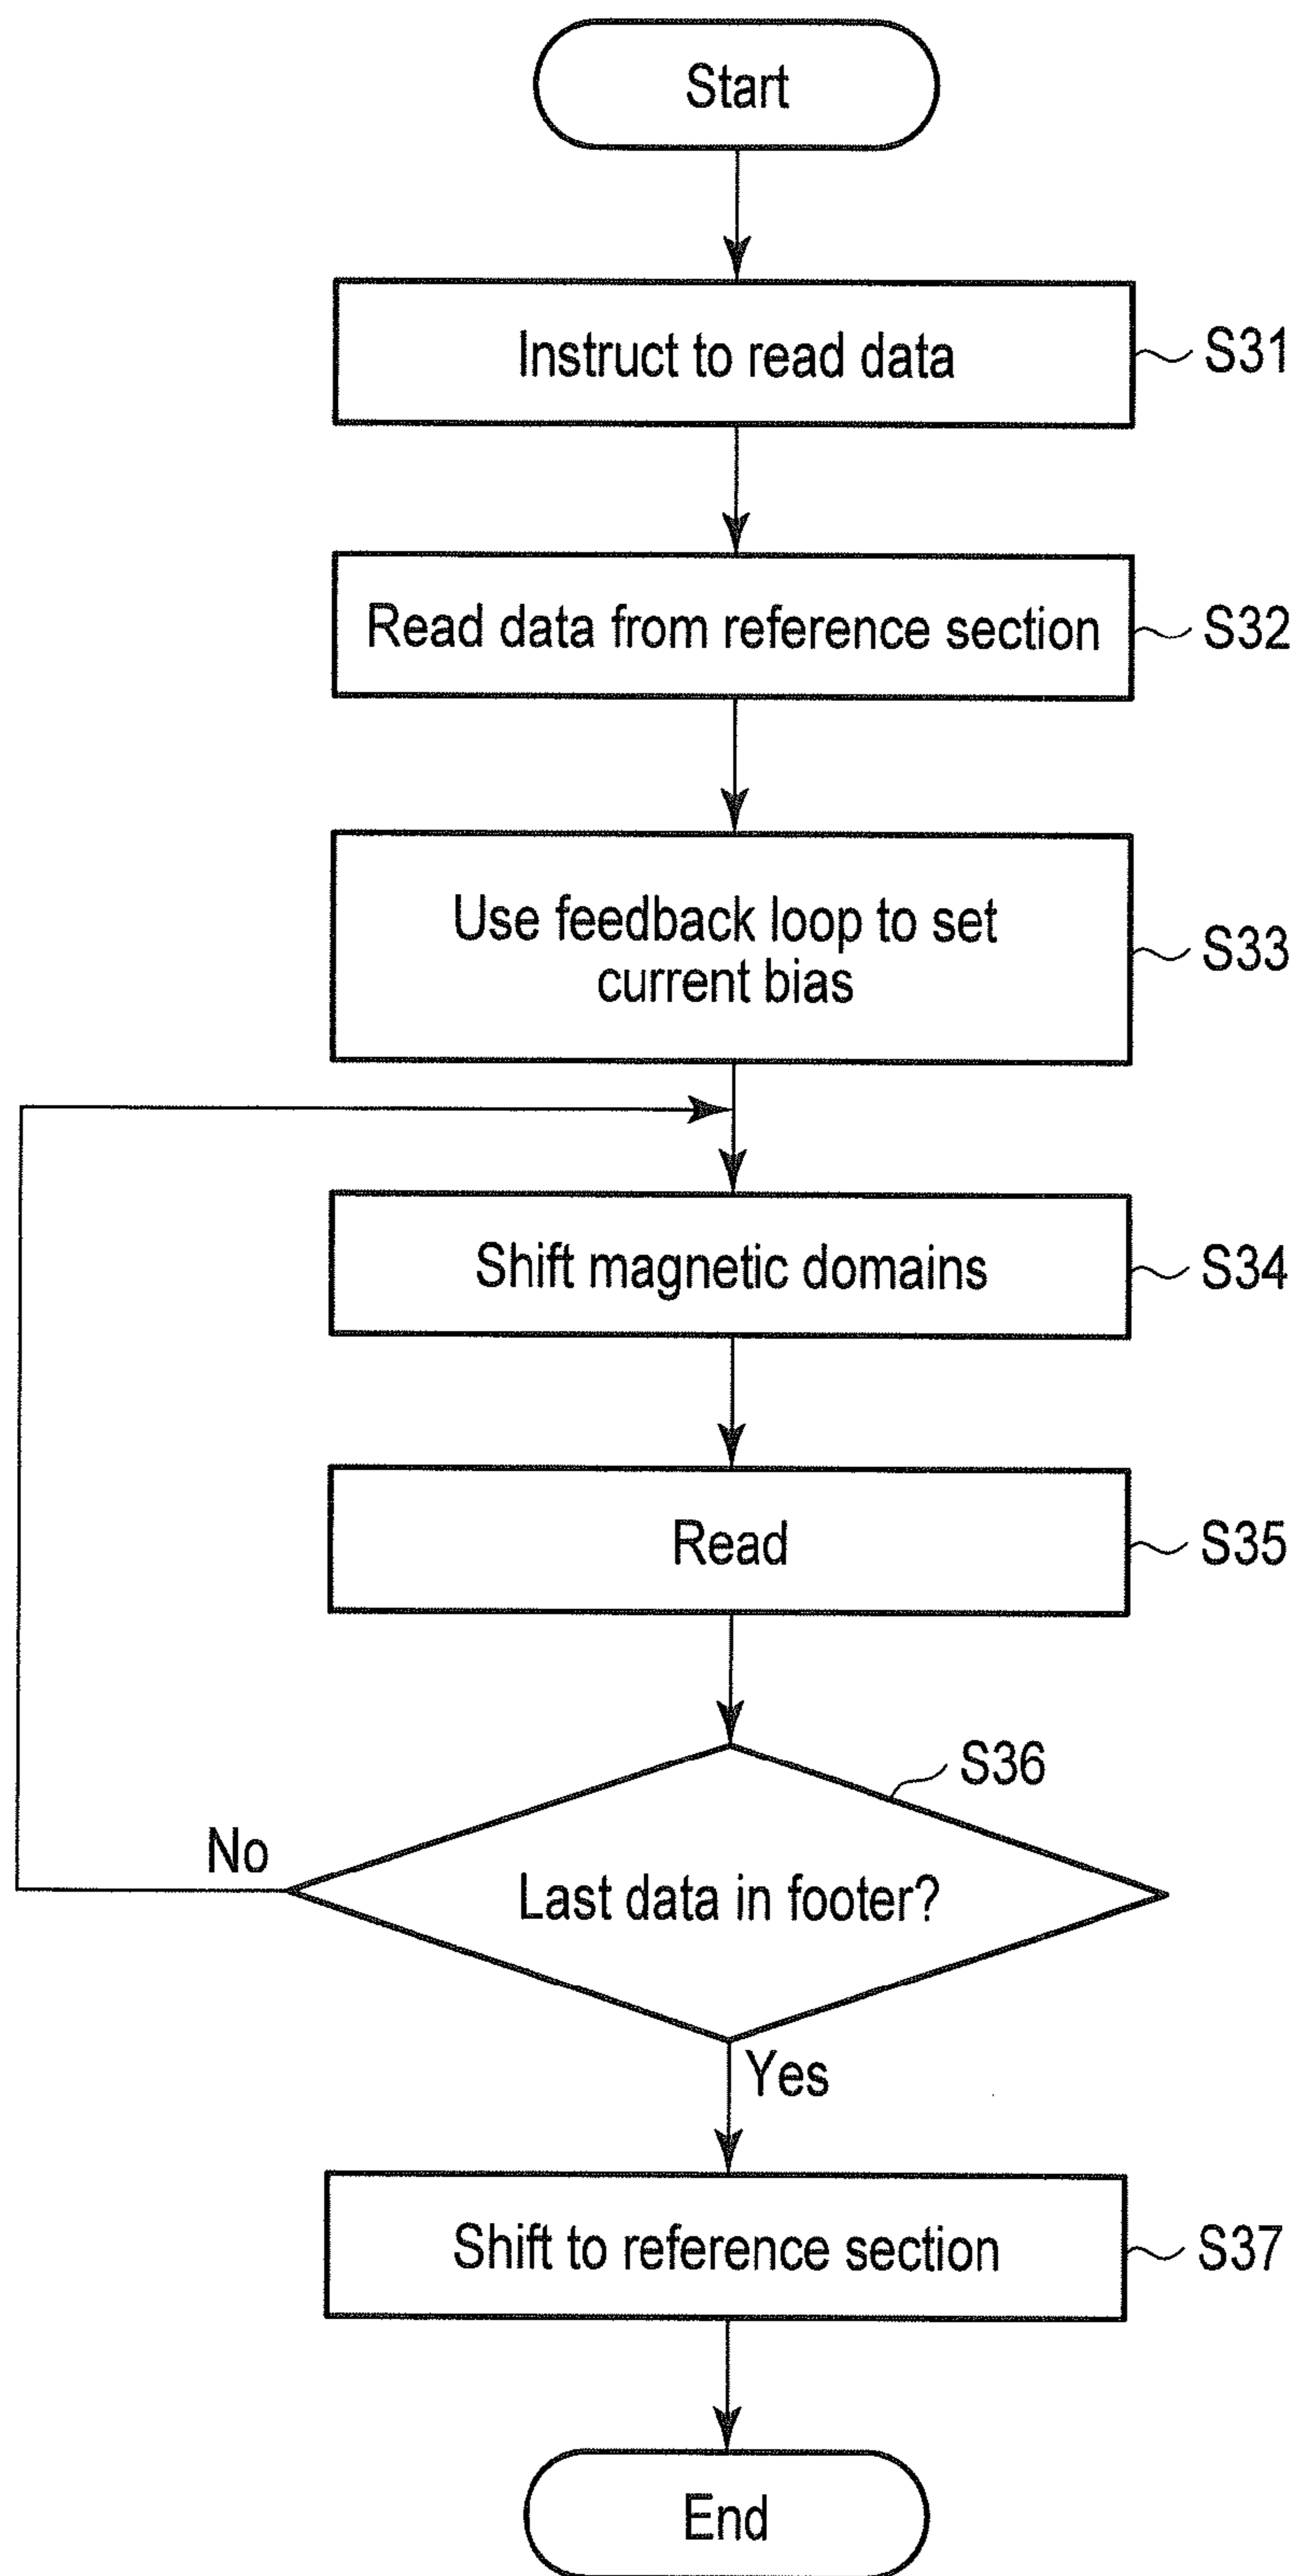 Start
Instruct to read data
S31
Read data from reference section
S32
Use feedback loop to set
current bias
S33
Shift magnetic domains
S34
Read
S35
S36
Last data in footer?
No
Yes
Shift to reference section
S37
End